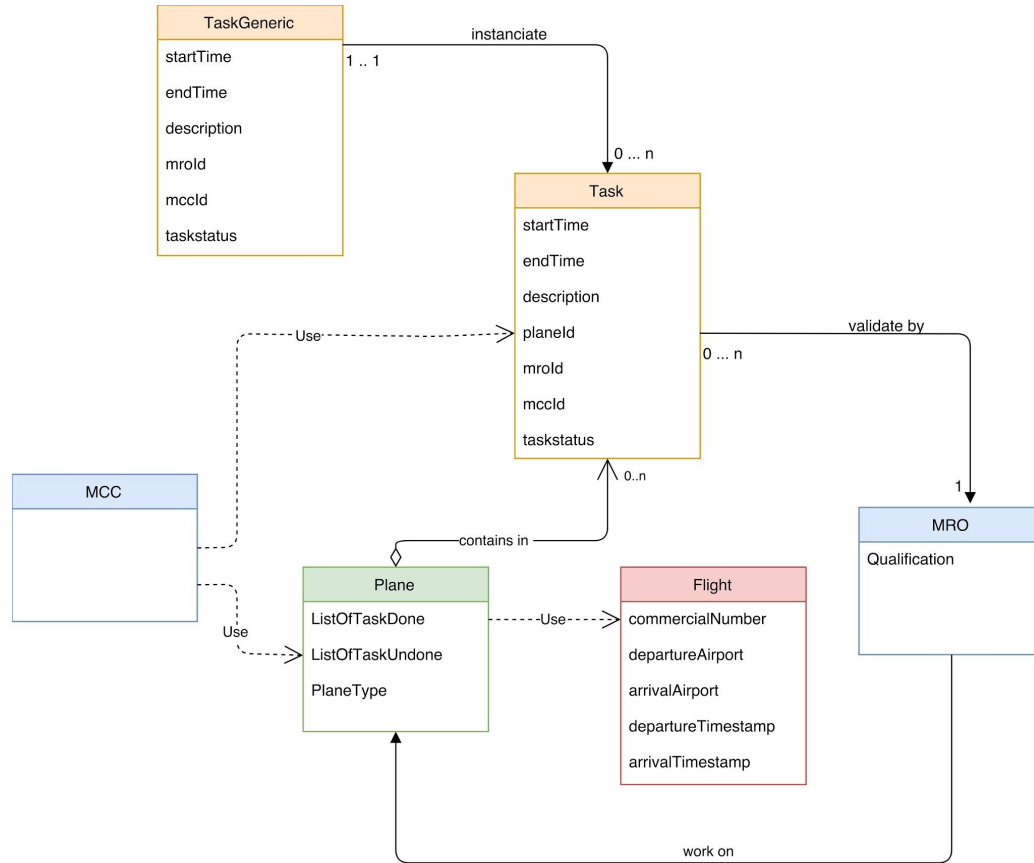 TaskGeneric
startTime
endTime
description
mroId
mccId
taskstatus
instanciate
1 .. 1
0 ... n
Task
startTime
endTime
description
planeId
mroId
mccId
taskstatus
Use
validate by
0 ... n
1
MCC
Use
0..n
contains in
Plane
ListOfTaskDone
ListOfTaskUndone
PlaneType
Use
Flight
commercialNumber
departureAirport
arrivalAirport
departureTimestamp
arrivalTimestamp
MRO
Qualification
work on